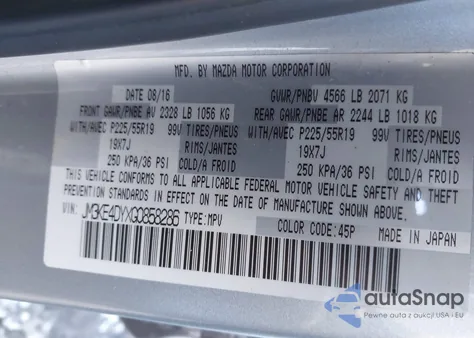 MFD. BY MAZDA MOTOR CORPORATION
DATE 08/16 GVWR/PNBV 4566 LB 2071 KG
FRONT GAWR/PNBE AV 2328 LB 1056 KG REAR GAWR/PNBE AR 2244 LB 1018 KG
WITH/AVEC P225/55R19 99V TIRES/PNEUS WITH/AVEC P225/55R19 99V TIRES/PNEUS
19X7J RIMS/JANTES 19X7J RIMS/JANTES
250 KPA/36 PSI COLD/A FROID 250 KPA/36 PSI COLD/A FROID
THIS VEHICLE CONFORMS TO ALL APPLICABLE FEDERAL MOTOR VEHICLE SAFETY AND THEFT
PREVENTION STANDARDS IN EFFECT ON THE DATE OF MANUFACTURE SHOWN ABOVE.
VIN: JM3KE4DYXG0858286 TYPE: MPV COLOR CODE: 45P MADE IN JAPAN
autaSnap
Pewne auta z aukcji USA i EU